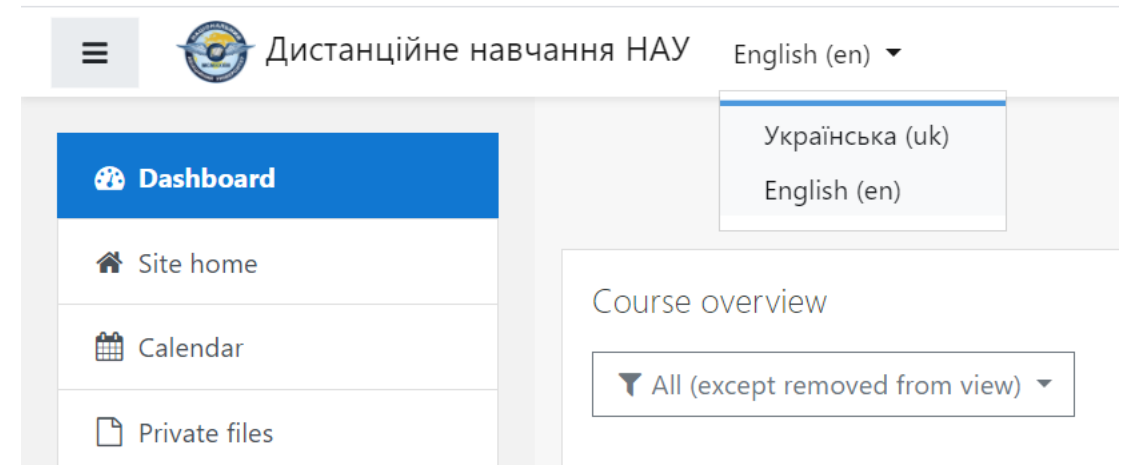 Дистанційне навчання НАУ
English (en)
Українська (uk)
English (en)
Dashboard
Site home
Calendar
Private files
Course overview
All (except removed from view)